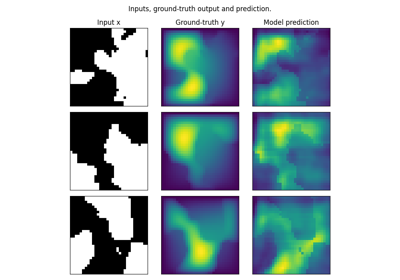 Inputs, ground-truth output and prediction.
Input x
Ground-truth y
Model prediction